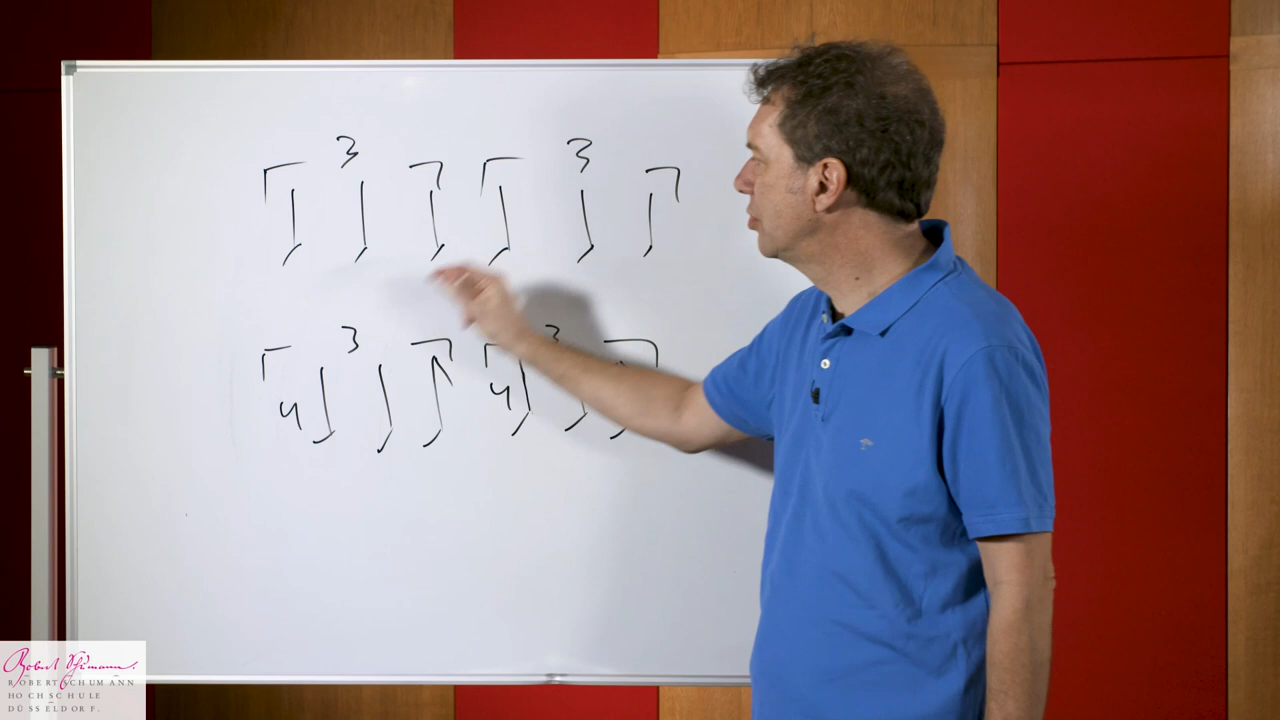 3 3
3 3
4 4
Robert Schumann
ROBERT SCHUMANN
HOCHSCHULE
DÜSSELDORF.